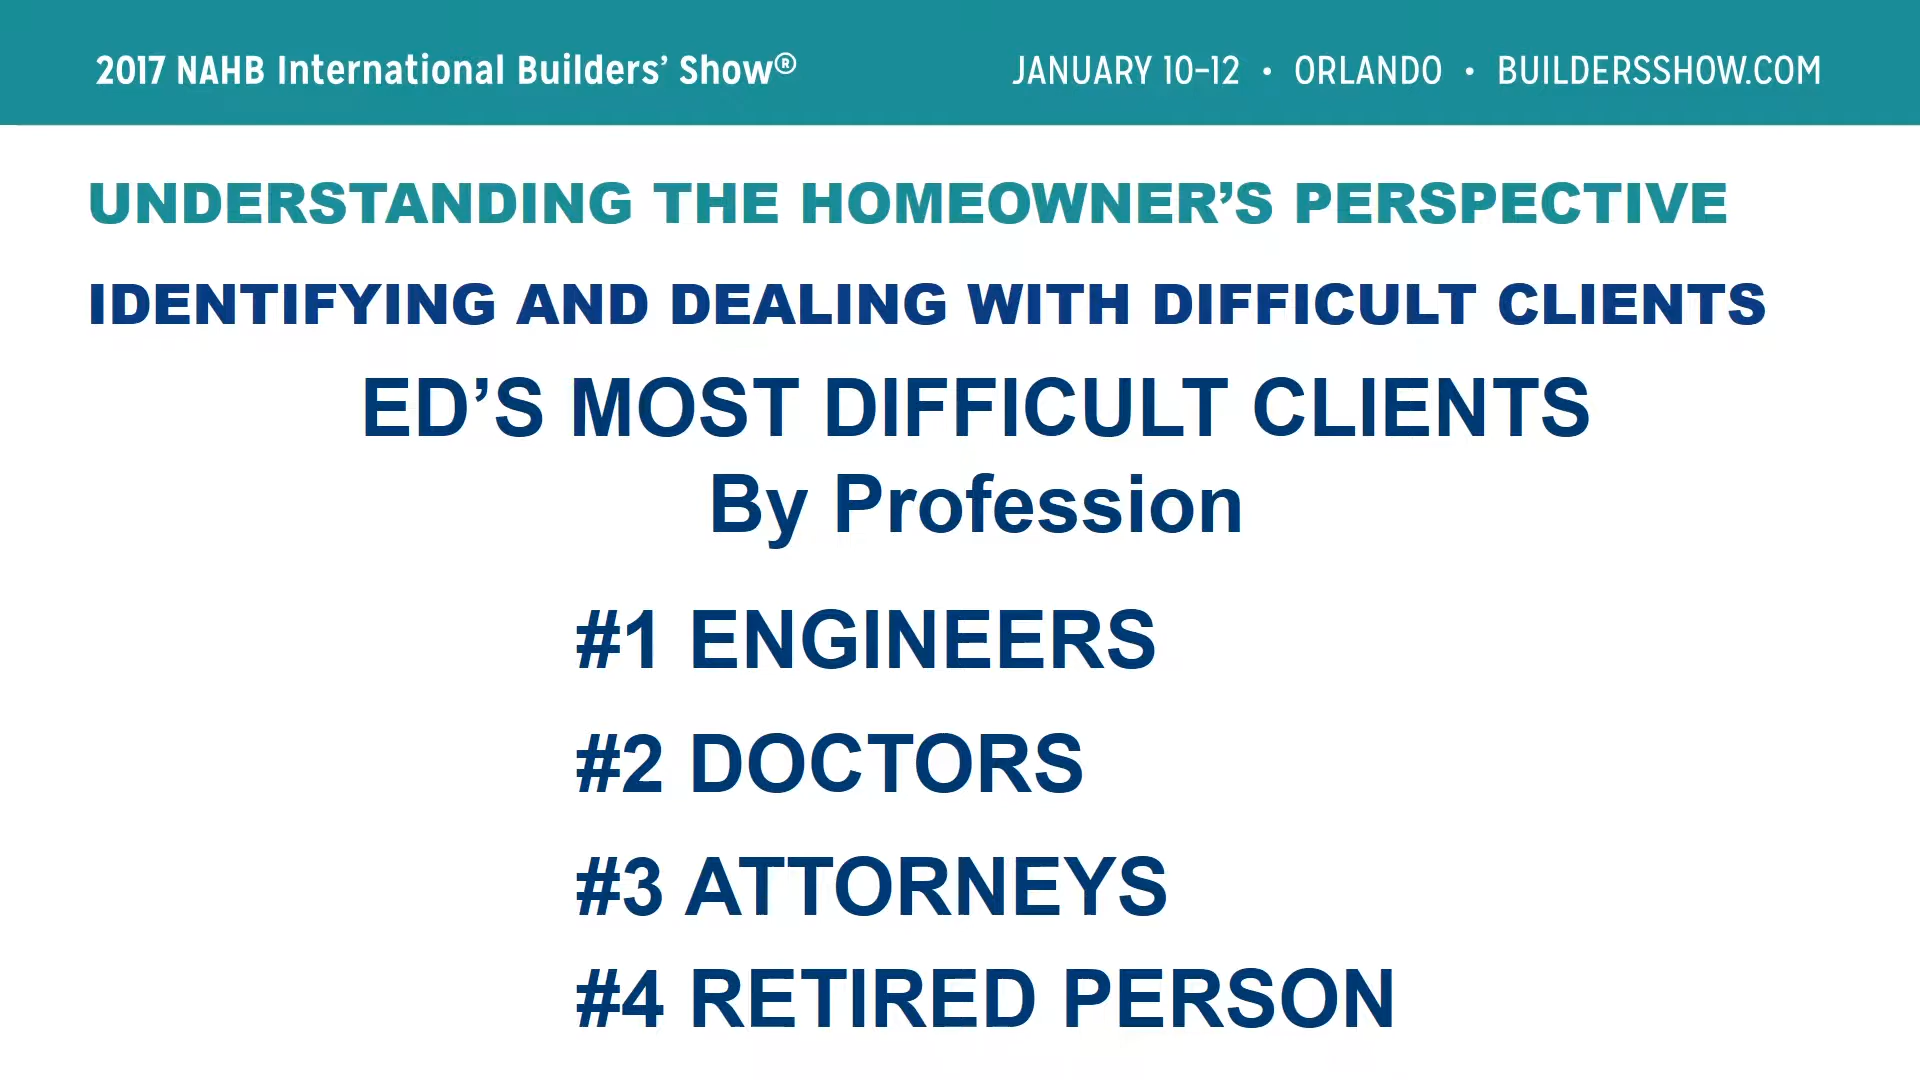 2017 NAHB International Builders’ Show® JANUARY 10–12 • ORLANDO • BUILDERSSHOW.COM
UNDERSTANDING THE HOMEOWNER’S PERSPECTIVE
IDENTIFYING AND DEALING WITH DIFFICULT CLIENTS
ED’S MOST DIFFICULT CLIENTS
By Profession
#1 ENGINEERS
#2 DOCTORS
#3 ATTORNEYS
#4 RETIRED PERSON